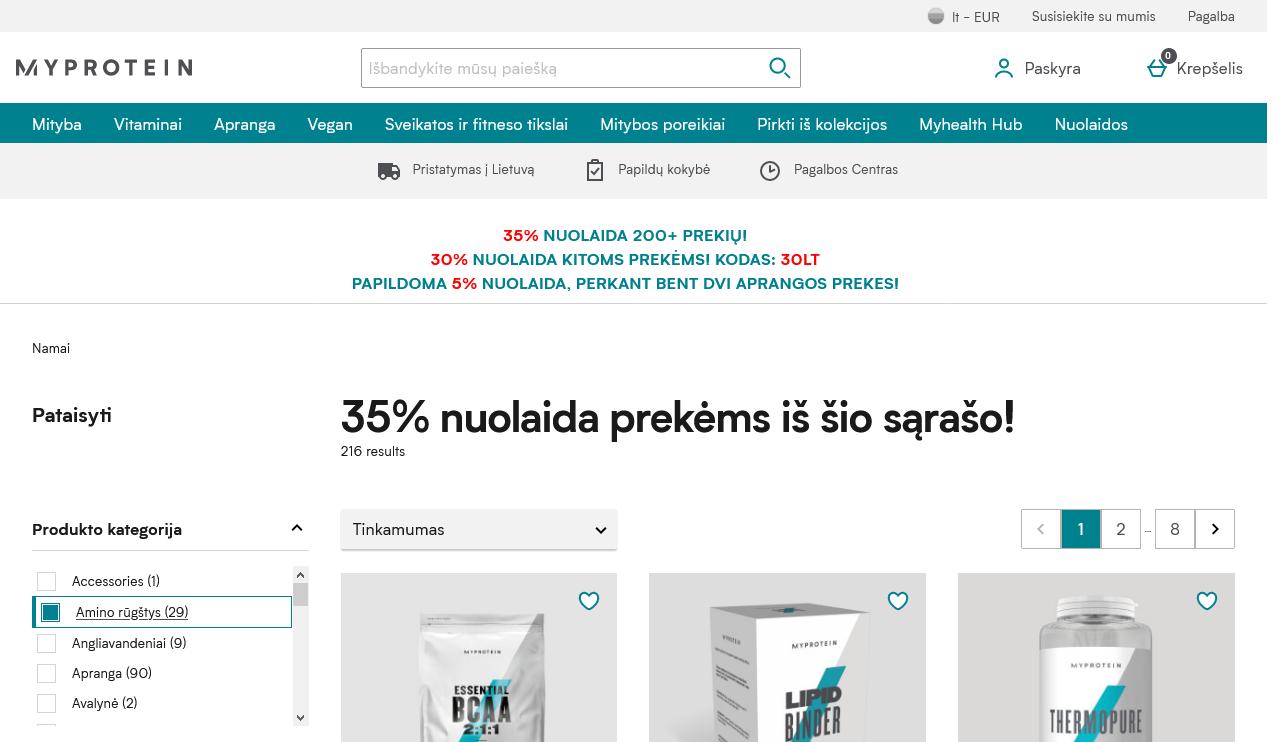 lt - EUR
Susisiekite su mumis
Pagalba
MYPROTEIN
Išbandykite mūsų paiešką
Paskyra
0
Krepšelis
Mityba
Vitaminai
Apranga
Vegan
Sveikatos ir fitneso tikslai
Mitybos poreikiai
Pirkti iš kolekcijos
Myhealth Hub
Nuolaidos
Pristatymas į Lietuvą
Papildų kokybė
Pagalbos Centras
35% NUOLAIDA 200+ PREKIŲ!
30% NUOLAIDA KITOMS PREKĖMS! KODAS: 30LT
PAPILDOMA 5% NUOLAIDA, PERKANT BENT DVI APRANGOS PREKES!
Namai
Pataisyti
35% nuolaida prekėms iš šio sąrašo!
216 results
Produkto kategorija
Accessories (1)
Amino rūgštys (29)
Angliavandeniai (9)
Apranga (90)
Avalynė (2)
Tinkamumas
1
2
...
8
MYPROTEIN
ESSENTIAL
BCAA
2:1:1
MYPROTEIN
LIPID
BINDER
MYPROTEIN
THERMOPURE